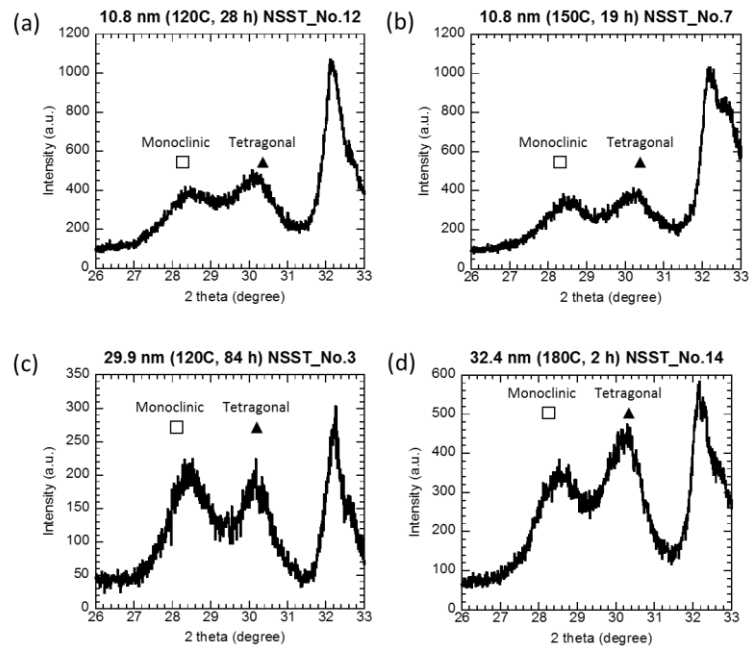 (a)
10.8 nm (120C, 28 h) NSST_No.12
1200
1000
800
600
400
200
0
Intensity (a.u.)
Monoclinic Tetragonal
26 27 28 29 30 31 32 33
2 theta (degree)
(b)
10.8 nm (150C, 19 h) NSST_No.7
1200
1000
800
600
400
200
0
Intensity (a.u.)
Monoclinic Tetragonal
26 27 28 29 30 31 32 33
2 theta (degree)
(c)
29.9 nm (120C, 84 h) NSST_No.3
350
300
250
200
150
100
50
0
Intensity (a.u.)
Monoclinic Tetragonal
26 27 28 29 30 31 32 33
2 theta (degree)
(d)
32.4 nm (180C, 2 h) NSST_No.14
600
500
400
300
200
100
0
Intensity (a.u.)
Monoclinic Tetragonal
26 27 28 29 30 31 32 33
2 theta (degree)